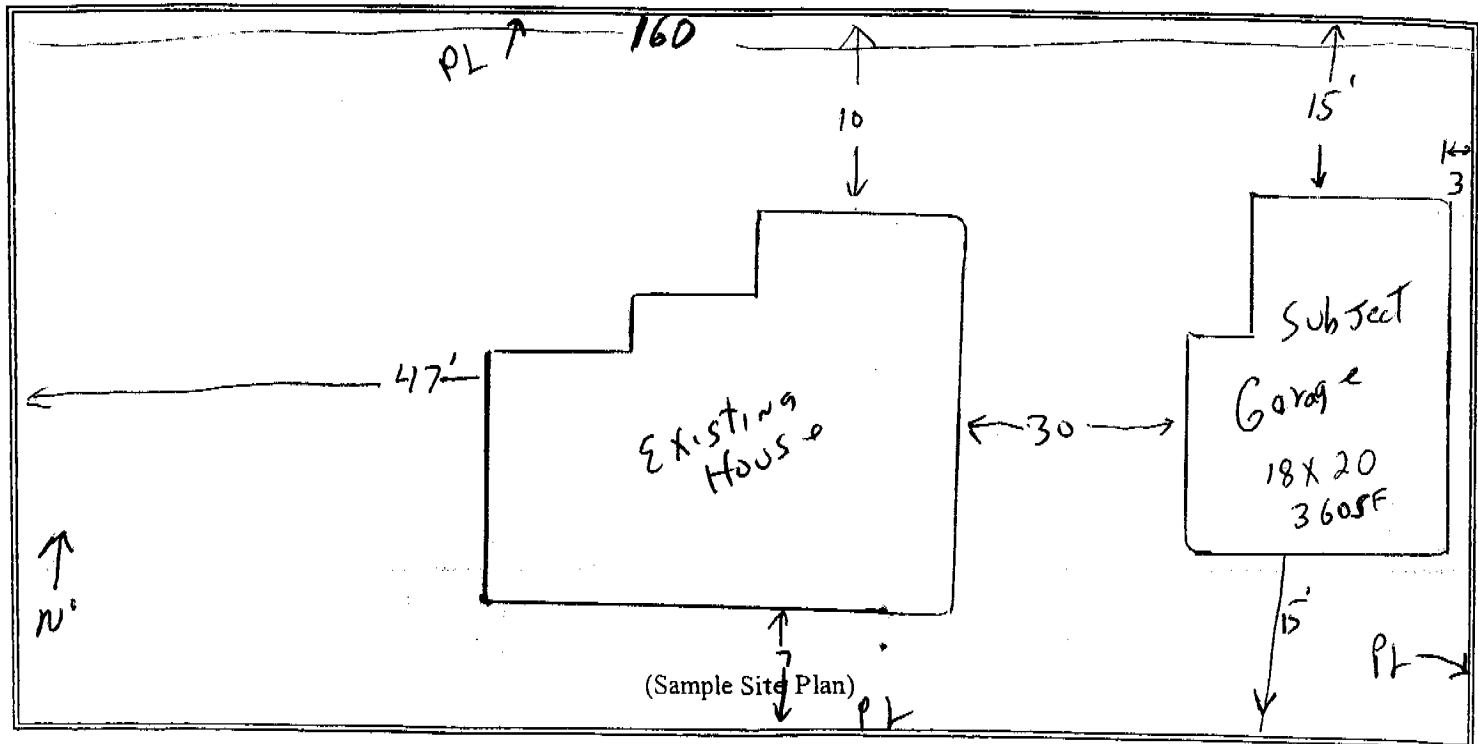 160
PL
10
15'
3
47'
Existing
House
30
Subject
Garage
18 X 20
360SF
N
7
15'
(Sample Site Plan)
PL
PL